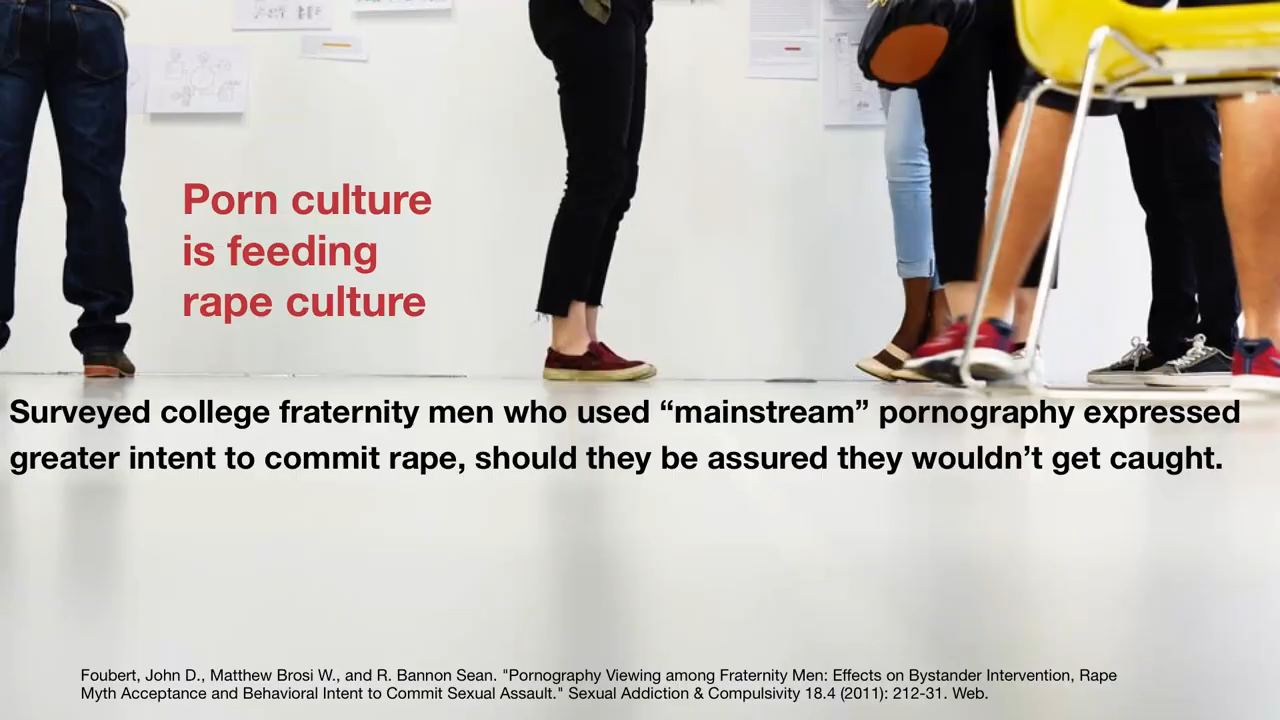 Porn culture
is feeding
rape culture
Surveyed college fraternity men who used “mainstream” pornography expressed
greater intent to commit rape, should they be assured they wouldn’t get caught.
Foubert, John D., Matthew Brosi W., and R. Bannon Sean. "Pornography Viewing among Fraternity Men: Effects on Bystander Intervention, Rape
Myth Acceptance and Behavioral Intent to Commit Sexual Assault." Sexual Addiction & Compulsivity 18.4 (2011): 212-31. Web.